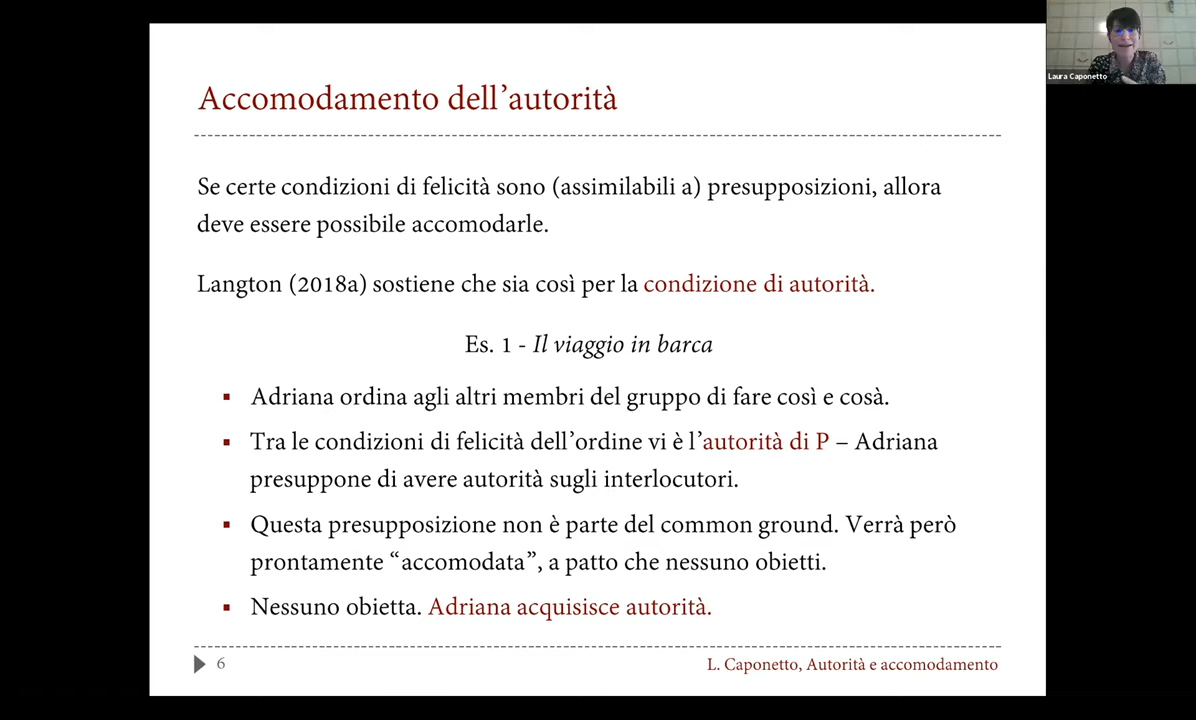 Laura Caponetto
Accomodamento dell’autorità
Se certe condizioni di felicità sono (assimilabili a) presupposizioni, allora
deve essere possibile accomodarle.
Langton (2018a) sostiene che sia così per la condizione di autorità.
Es. 1 - Il viaggio in barca
▪ Adriana ordina agli altri membri del gruppo di fare così e cosà.
▪ Tra le condizioni di felicità dell’ordine vi è l’autorità di P – Adriana
presuppone di avere autorità sugli interlocutori.
▪ Questa presupposizione non è parte del common ground. Verrà però
prontamente “accomodata”, a patto che nessuno obietti.
▪ Nessuno obietta. Adriana acquisisce autorità.
6
L. Caponetto, Autorità e accomodamento